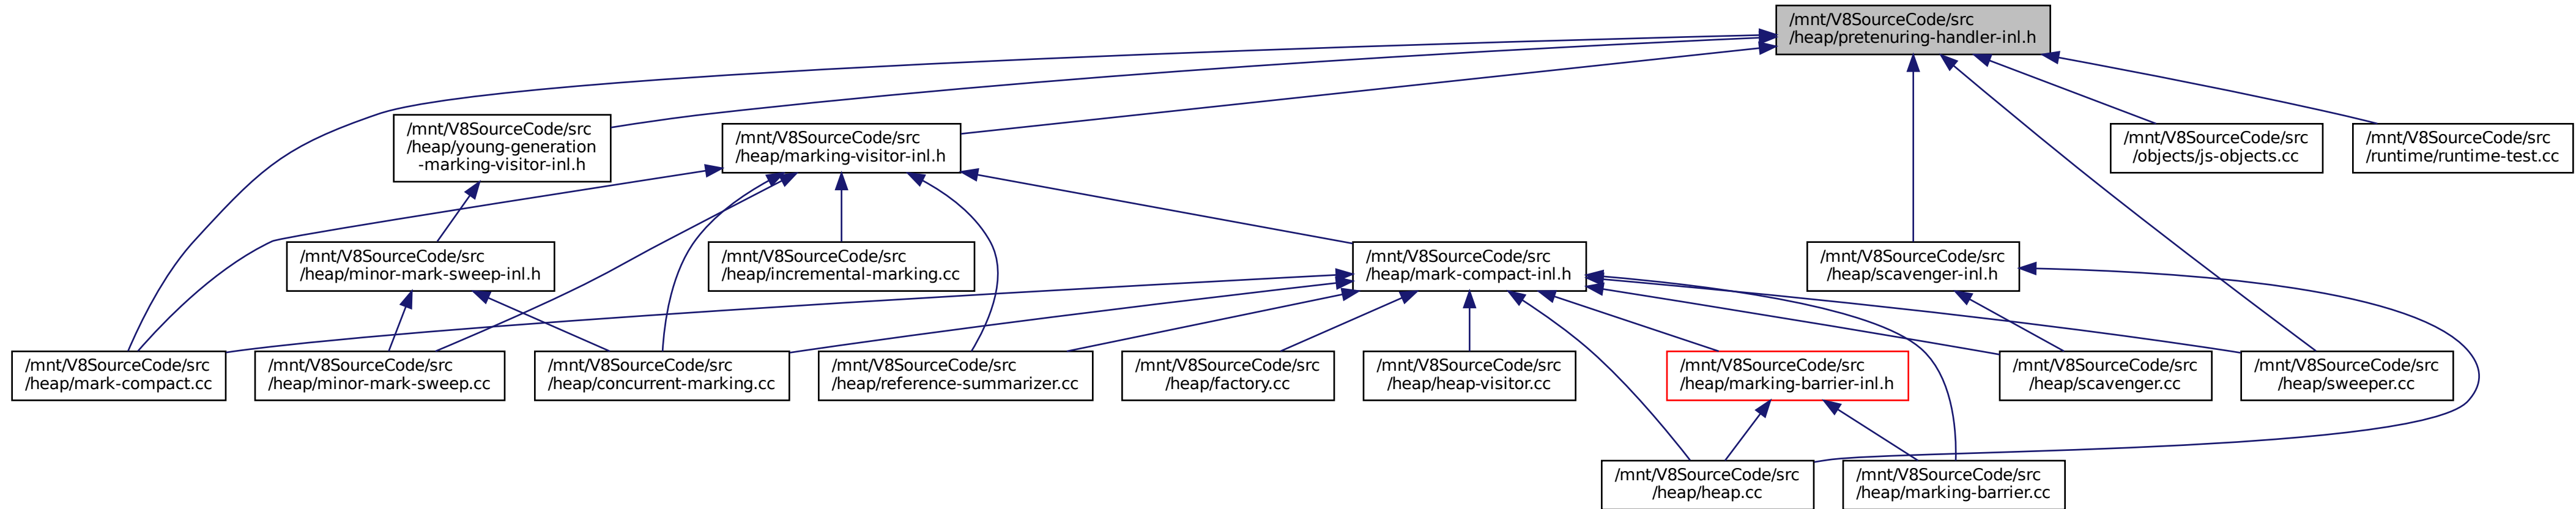 /mnt/V8SourceCode/src
/heap/pretenuring-handler-inl.h
/mnt/V8SourceCode/src
/heap/young-generation
-marking-visitor-inl.h
/mnt/V8SourceCode/src
/heap/marking-visitor-inl.h
/mnt/V8SourceCode/src
/objects/js-objects.cc
/mnt/V8SourceCode/src
/runtime/runtime-test.cc
/mnt/V8SourceCode/src
/heap/minor-mark-sweep-inl.h
/mnt/V8SourceCode/src
/heap/incremental-marking.cc
/mnt/V8SourceCode/src
/heap/mark-compact-inl.h
/mnt/V8SourceCode/src
/heap/scavenger-inl.h
/mnt/V8SourceCode/src
/heap/mark-compact.cc
/mnt/V8SourceCode/src
/heap/minor-mark-sweep.cc
/mnt/V8SourceCode/src
/heap/concurrent-marking.cc
/mnt/V8SourceCode/src
/heap/reference-summarizer.cc
/mnt/V8SourceCode/src
/heap/factory.cc
/mnt/V8SourceCode/src
/heap/heap-visitor.cc
/mnt/V8SourceCode/src
/heap/marking-barrier-inl.h
/mnt/V8SourceCode/src
/heap/scavenger.cc
/mnt/V8SourceCode/src
/heap/sweeper.cc
/mnt/V8SourceCode/src
/heap/heap.cc
/mnt/V8SourceCode/src
/heap/marking-barrier.cc